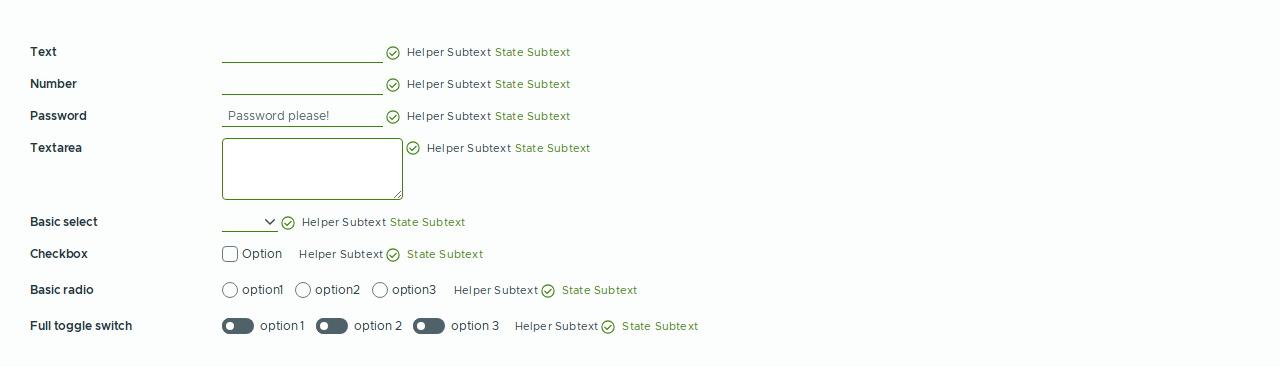 Text Helper Subtext State Subtext
Number Helper Subtext State Subtext
Password Password please! Helper Subtext State Subtext
Textarea Helper Subtext State Subtext
Basic select Helper Subtext State Subtext
Checkbox Option Helper Subtext State Subtext
Basic radio option1 option2 option3 Helper Subtext State Subtext
Full toggle switch option 1 option 2 option 3 Helper Subtext State Subtext